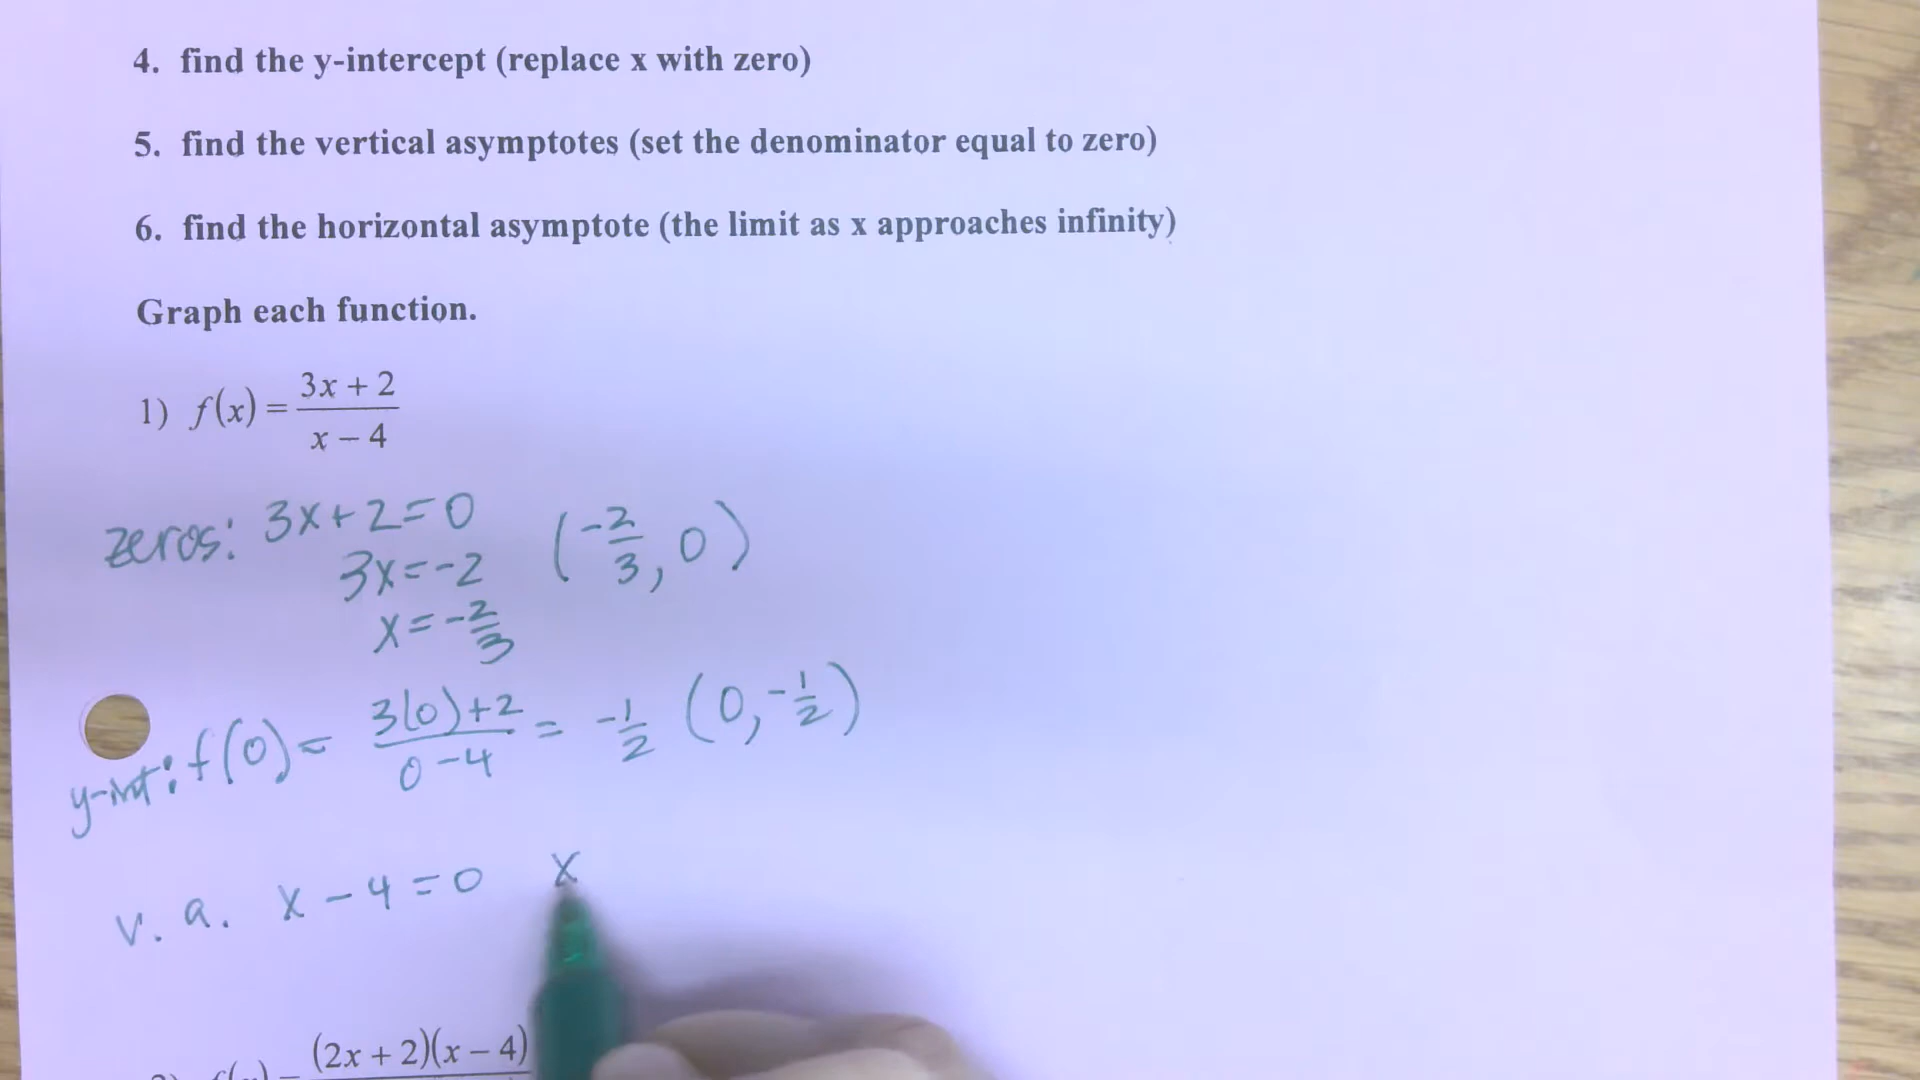 4. find the y-intercept (replace x with zero)
5. find the vertical asymptotes (set the denominator equal to zero)
6. find the horizontal asymptote (the limit as x approaches infinity)
Graph each function.
1) f(x) = (3x + 2)/(x − 4)
zeros: 3x+2=0 (-2/3, 0)
3x=-2
x=-2/3
y-int: f(0)= (3(0)+2)/(0-4) = -1/2 (0, -1/2)
v. a. x-4=0 x
(2x + 2)(x − 4)